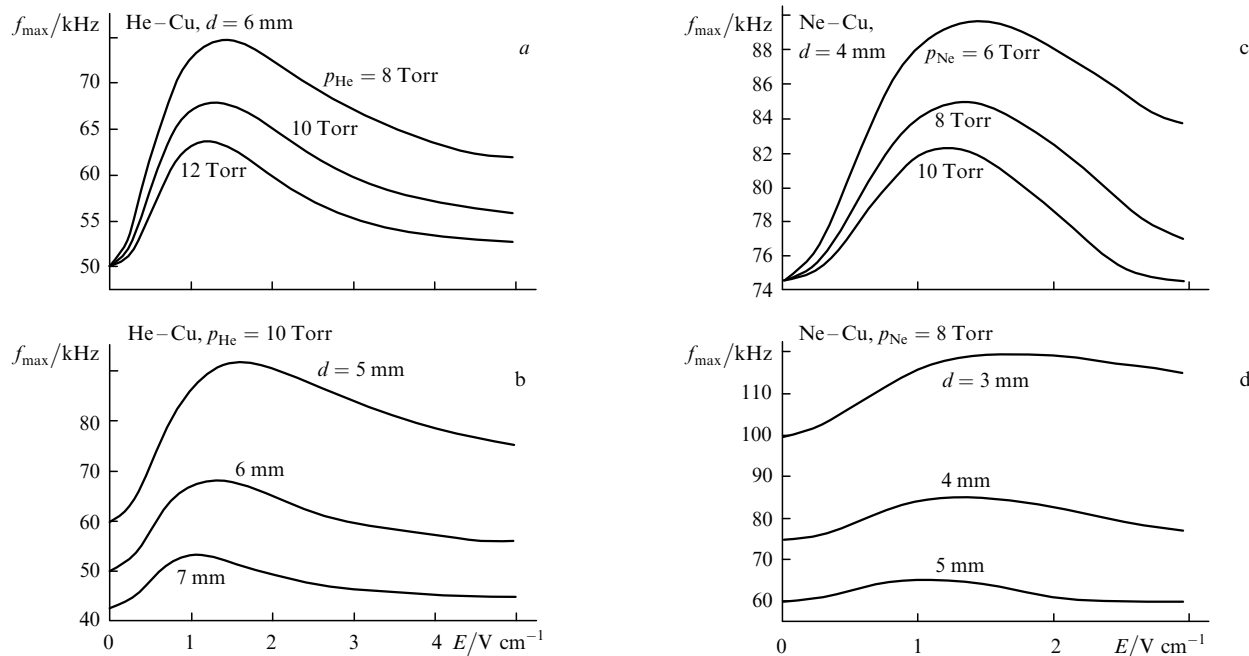 f_max/kHz
He–Cu, d = 6 mm
a
70
65
60
55
50
p_He = 8 Torr
10 Torr
12 Torr
f_max/kHz
Ne–Cu,
d = 4 mm
c
88
86
84
82
80
78
76
74
p_Ne = 6 Torr
8 Torr
10 Torr
He–Cu, p_He = 10 Torr
f_max/kHz
b
80
70
60
50
40
d = 5 mm
6 mm
7 mm
0 1 2 3 4 E/V cm⁻¹
Ne–Cu, p_Ne = 8 Torr
f_max/kHz
d
110
100
90
80
70
60
d = 3 mm
4 mm
5 mm
0 1 2 E/V cm⁻¹